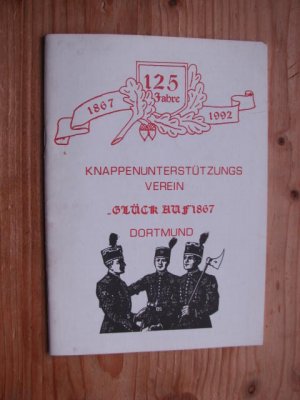 125
Jahre
1867
1992
KNAPPENUNTERSTÜTZUNGS
VEREIN
„GLÜCK AUF 1867
DORTMUND